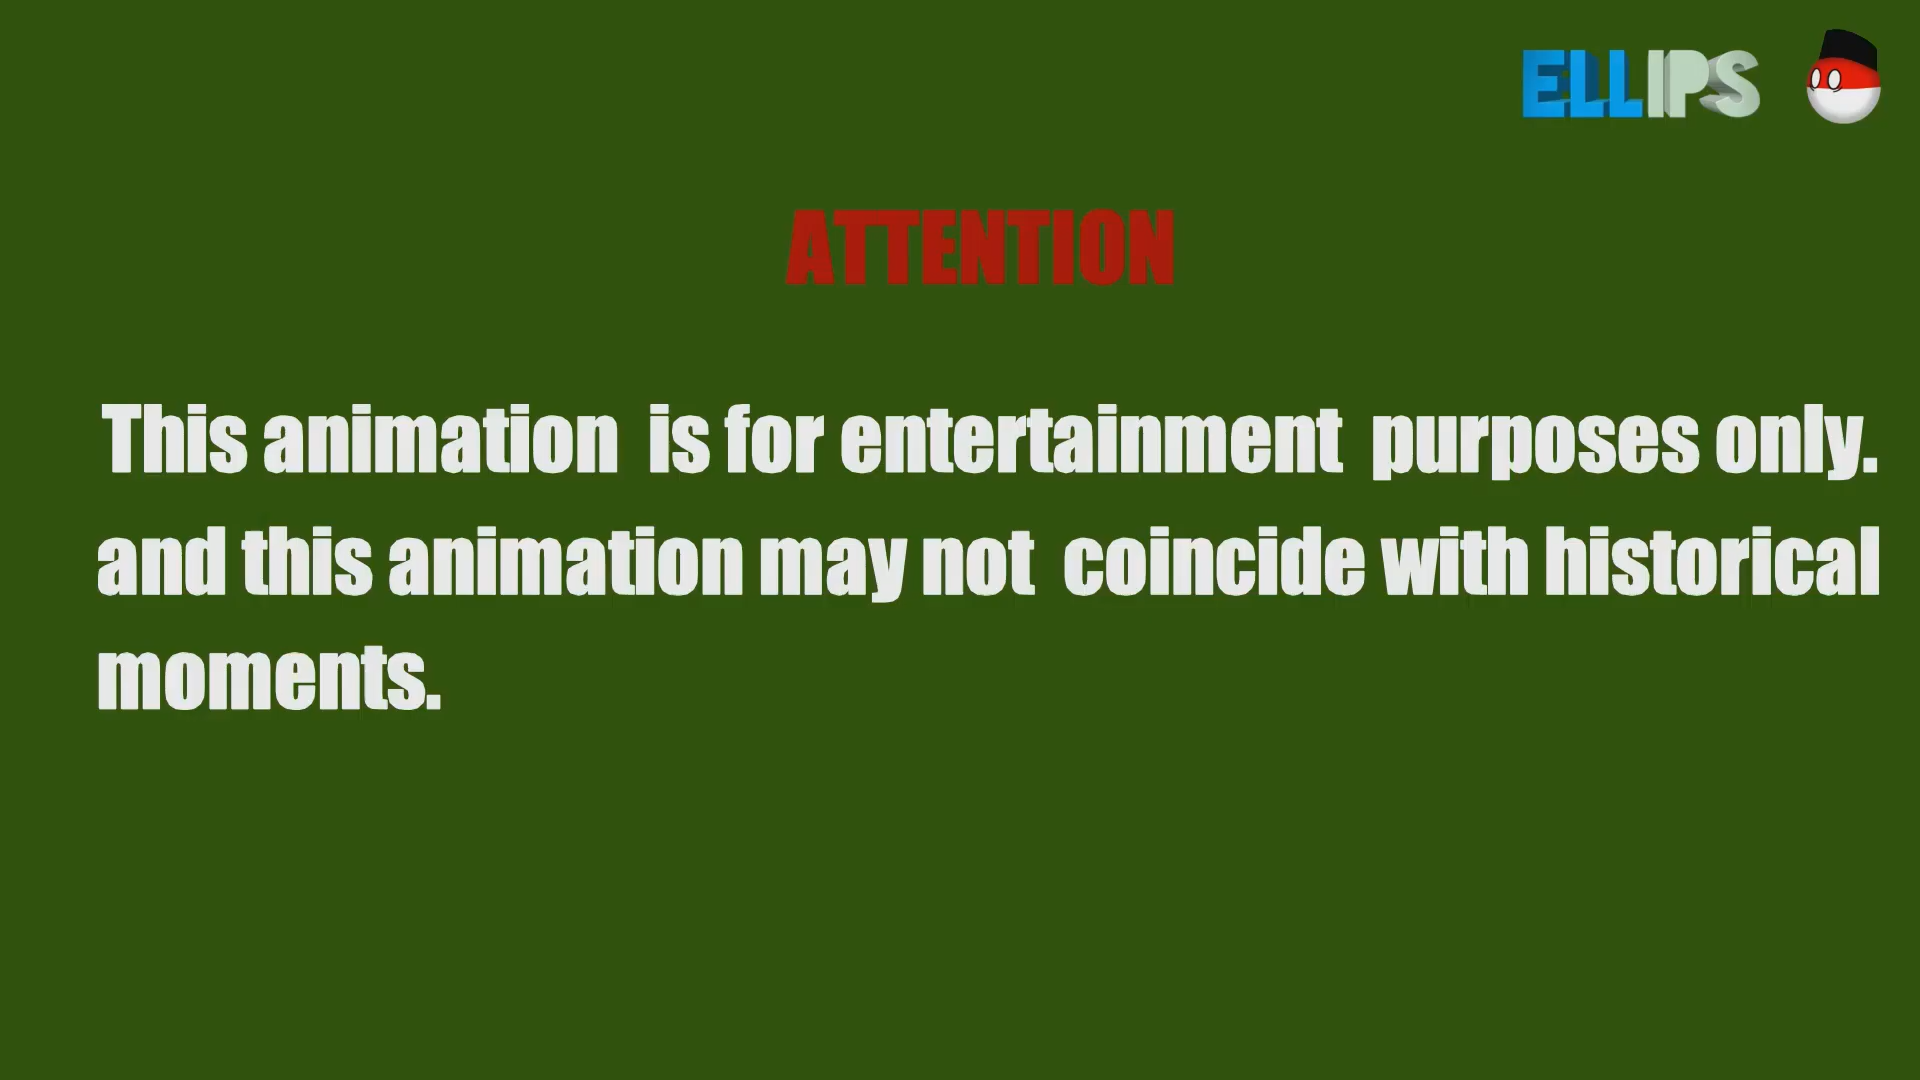 ELLIPS
ATTENTION
This animation is for entertainment purposes only.
and this animation may not coincide with historical
moments.